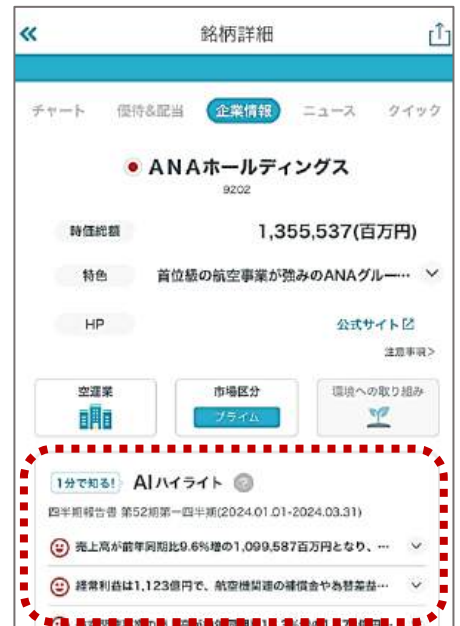 銘柄詳細
チャート 優待&配当 企業情報 ニュース クイック
ANAホールディングス
9202
時価総額 1,355,537(百万円)
特色 首位級の航空事業が強みのANAグルー…
HP 公式サイト
注意事項>
空運業 市場区分 環境への取り組み
プライム
1分で知る! AIハイライト ?
四半期報告書 第52期第一四半期(2024.01.01-2024.03.31)
売上高が前年同期比9.6%増の1,099,587百万円となり、…
経常利益は1,123億円で、航空機関連の補償金や為替差益…